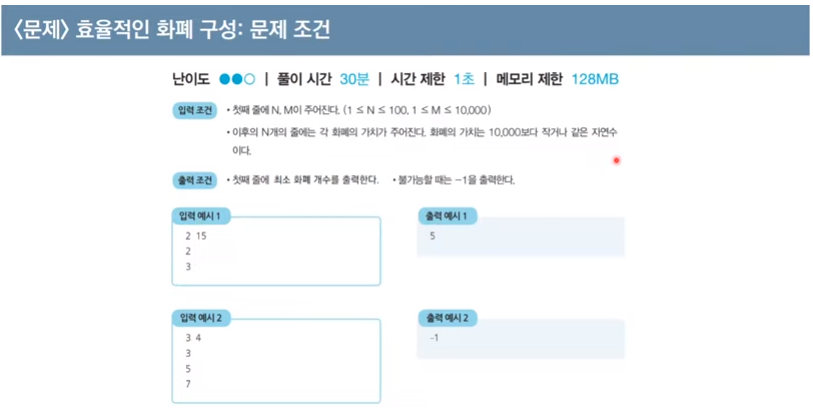 <문제> 효율적인 화폐 구성: 문제 조건
난이도 ●●○ | 풀이 시간 30분 | 시간 제한 1초 | 메모리 제한 128MB
입력 조건 • 첫째 줄에 N, M이 주어진다. (1 ≤ N ≤ 100, 1 ≤ M ≤ 10,000)
• 이후의 N개의 줄에는 각 화폐의 가치가 주어진다. 화폐의 가치는 10,000보다 작거나 같은 자연수
이다.
출력 조건 • 첫째 줄에 최소 화폐 개수를 출력한다. • 불가능할 때는 -1을 출력한다.
입력 예시 1
2 15
2
3
출력 예시 1
5
입력 예시 2
3 4
3
5
7
출력 예시 2
-1